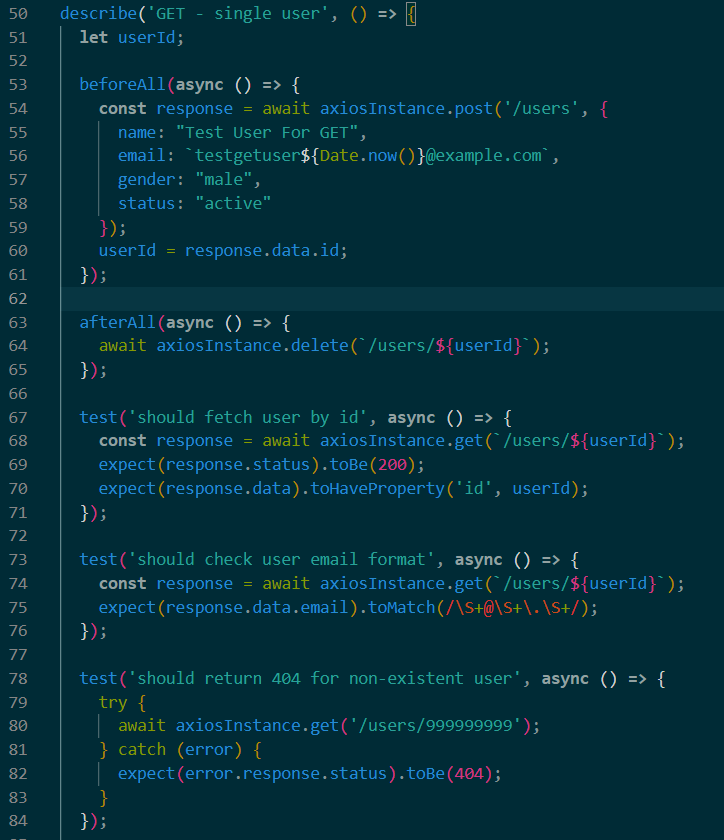 50 describe('GET - single user', () => {
51   let userId;
52
53   beforeAll(async () => {
54     const response = await axiosInstance.post('/users', {
55       name: "Test User For GET",
56       email: `testgetuser${Date.now()}@example.com`,
57       gender: "male",
58       status: "active"
59     });
60     userId = response.data.id;
61   });
62
63   afterAll(async () => {
64     await axiosInstance.delete(`/users/${userId}`);
65   });
66
67   test('should fetch user by id', async () => {
68     const response = await axiosInstance.get(`/users/${userId}`);
69     expect(response.status).toBe(200);
70     expect(response.data).toHaveProperty('id', userId);
71   });
72
73   test('should check user email format', async () => {
74     const response = await axiosInstance.get(`/users/${userId}`);
75     expect(response.data.email).toMatch(/\S+@\S+\.\S+/);
76   });
77
78   test('should return 404 for non-existent user', async () => {
79     try {
80       await axiosInstance.get('/users/999999999');
81     } catch (error) {
82       expect(error.response.status).toBe(404);
83     }
84   });